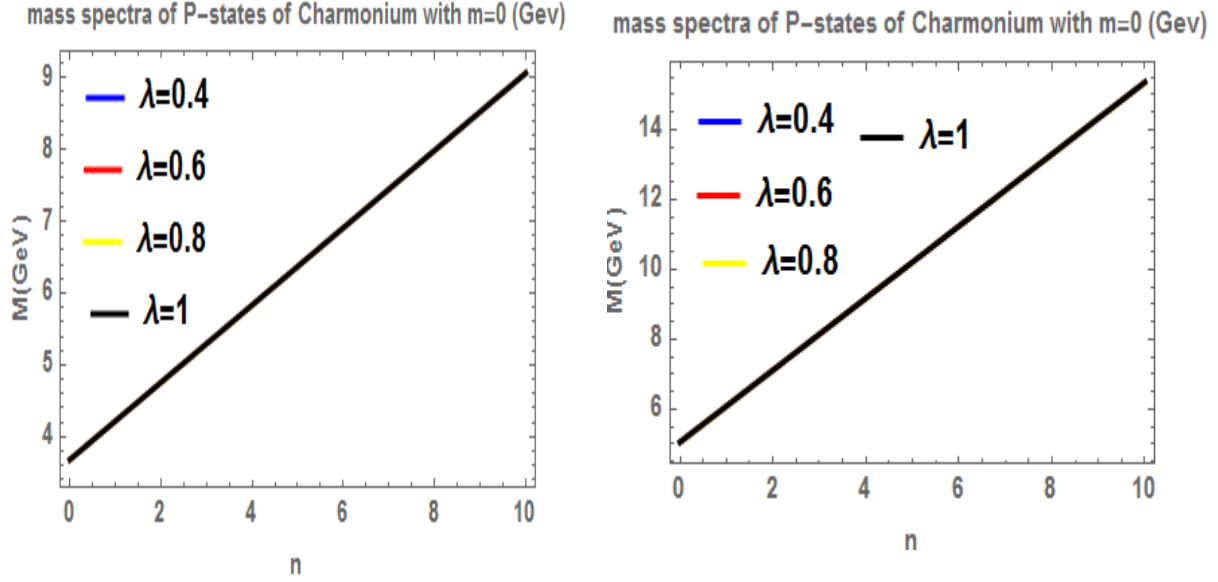 mass spectra of P-states of Charmonium with m=0 (Gev)
9
8
7
6
5
4
M(GeV)
λ=0.4
λ=0.6
λ=0.8
λ=1
0 2 4 6 8 10
n
mass spectra of P-states of Charmonium with m=0 (Gev)
14
12
10
8
6
M(GeV)
λ=0.4
λ=1
λ=0.6
λ=0.8
0 2 4 6 8 10
n